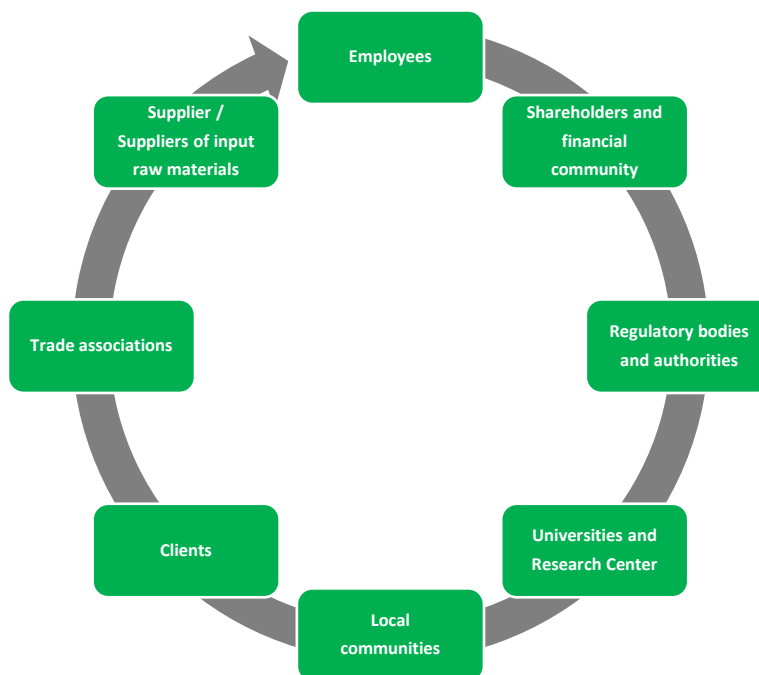 Employees
Shareholders and
financial
community
Regulatory bodies
and authorities
Universities and
Research Center
Local
communities
Clients
Trade associations
Supplier /
Suppliers of input
raw materials